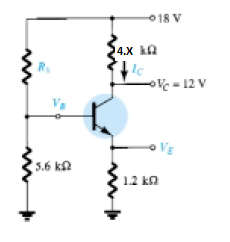 18 V
4.X kΩ
R₁
I_C
V_C = 12 V
V_B
V_E
5.6 kΩ
1.2 kΩ